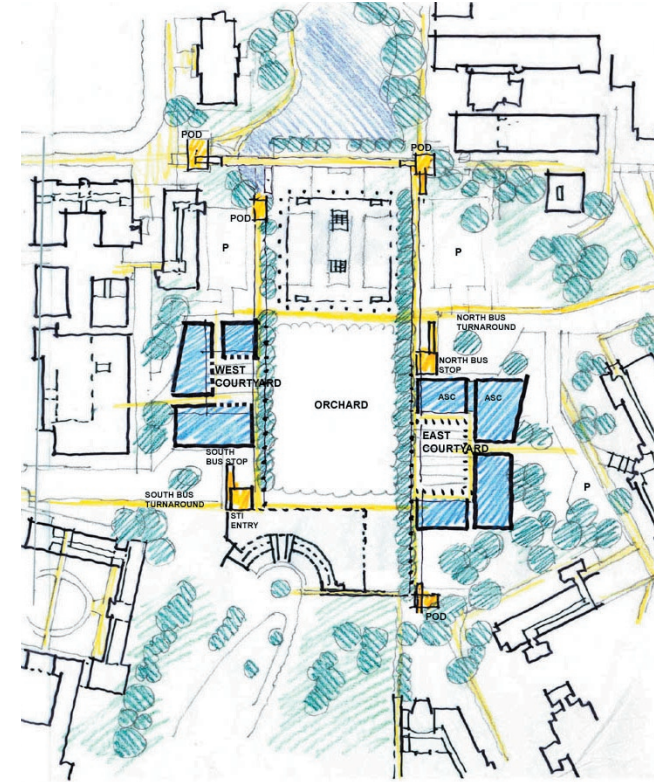 POD
POD
POD
P
P
NORTH BUS
TURNAROUND
NORTH BUS
STOP
WEST
COURTYARD
ORCHARD
ASC
ASC
EAST
COURTYARD
SOUTH
BUS STOP
SOUTH BUS
TURNAROUND
STI
ENTRY
P
POD